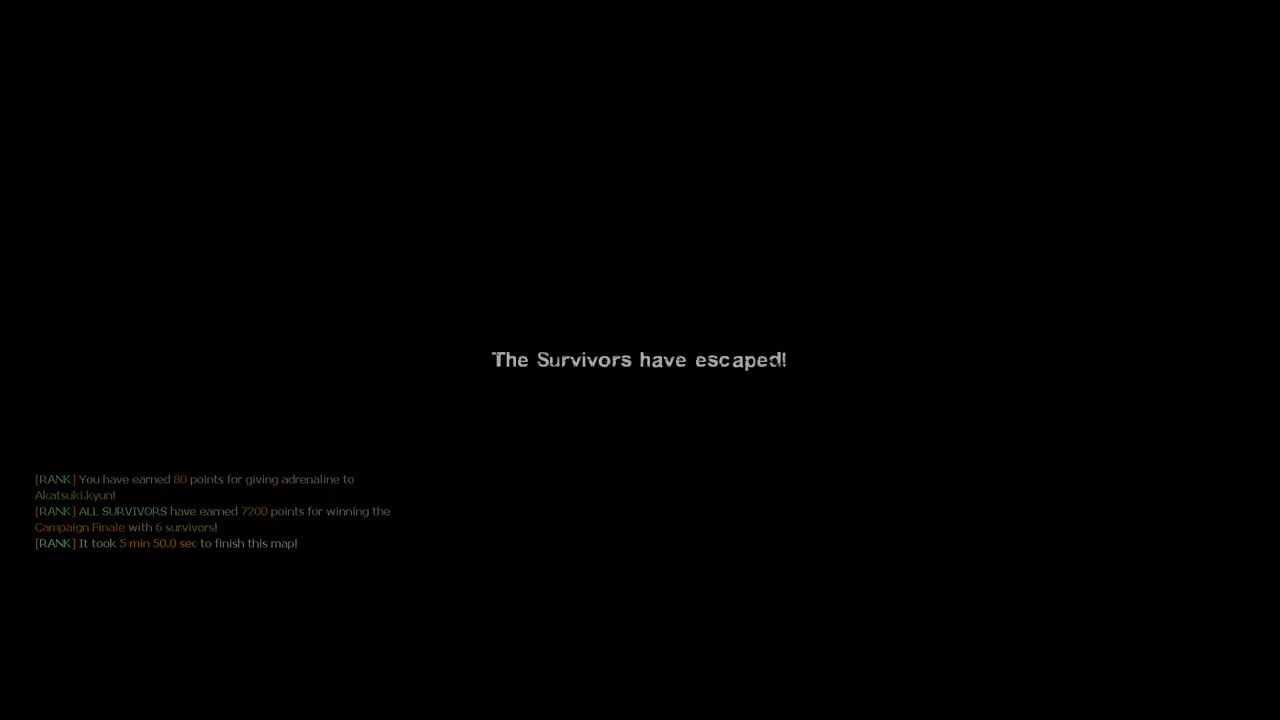 The Survivors have escaped!
[RANK] You have earned 80 points for giving adrenaline to
Akatsuki.kyun!
[RANK] ALL SURVIVORS have earned 7200 points for winning the
Campaign Finale with 6 survivors!
[RANK] It took 5 min 50.0 sec to finish this map!